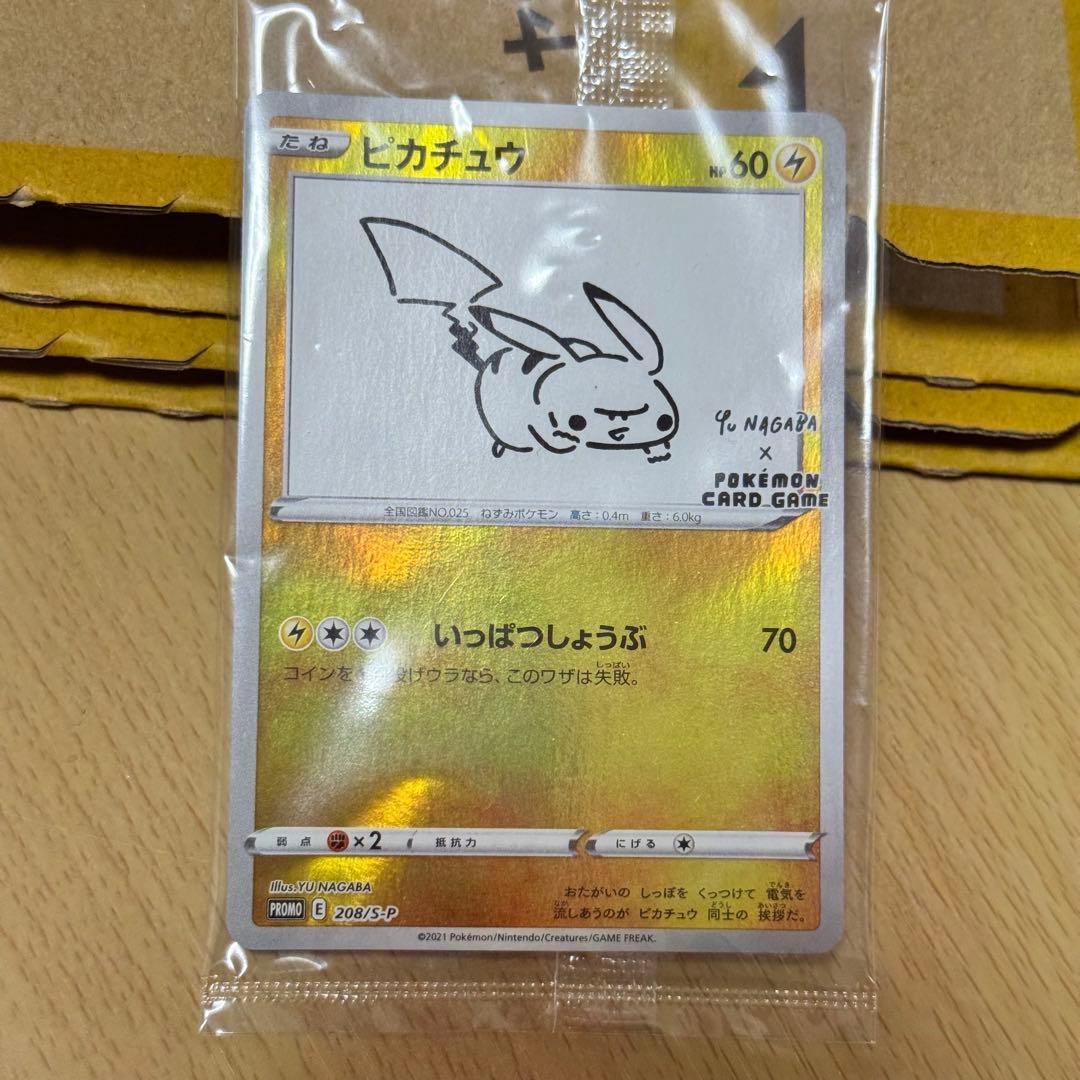 たね ピカチュウ HP60
Yu NAGABA
×
POKÉMON
CARD GAME
全国図鑑NO.025 ねずみポケモン 高さ:0.4m 重さ:6.0kg
いっぱつしょうぶ 70
コインを 投げウラなら、このワザは失敗。
弱点 ×2 抵抗力 にげる
Illus.YU NAGABA
PROMO E 208/S-P
おたがいの しっぽを くっつけて 電気を
流しあうのが ピカチュウ 同士の 挨拶だ。
©2021 Pokémon/Nintendo/Creatures/GAME FREAK.